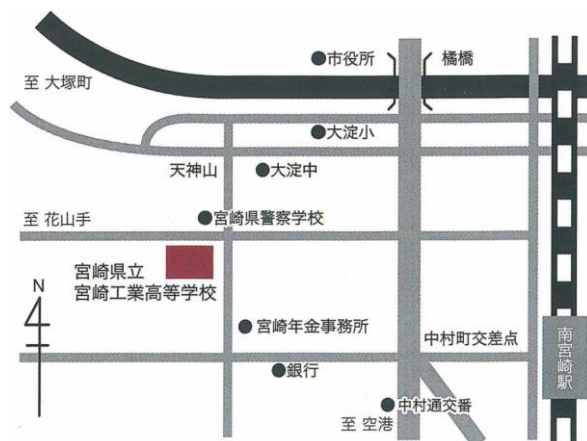 市役所
橘橋
至 大塚町
大淀小
天神山
大淀中
至 花山手
宮崎県警察学校
宮崎県立
宮崎工業高等学校
N
宮崎年金事務所
中村町交差点
南宮崎駅
銀行
中村通交番
至 空港